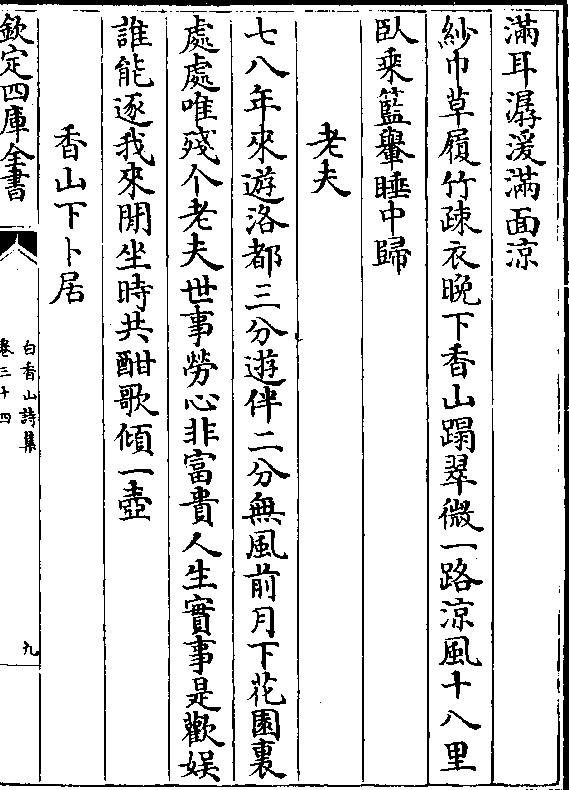 滿耳潺湲滿面涼
紗巾草履竹疎衣晚下香山蹋翠微一路涼風十八里
臥乘籃轝睡中歸
老夫
七八年來遊洛都三分遊伴二分無風前月下花園裏
處處唯殘个老夫世事勞心非富貴人生實事是歡娱
誰能逐我來閒坐時共酣歌傾一壺
香山下卜居
欽定四庫全書
白香山詩集
卷三十四
九